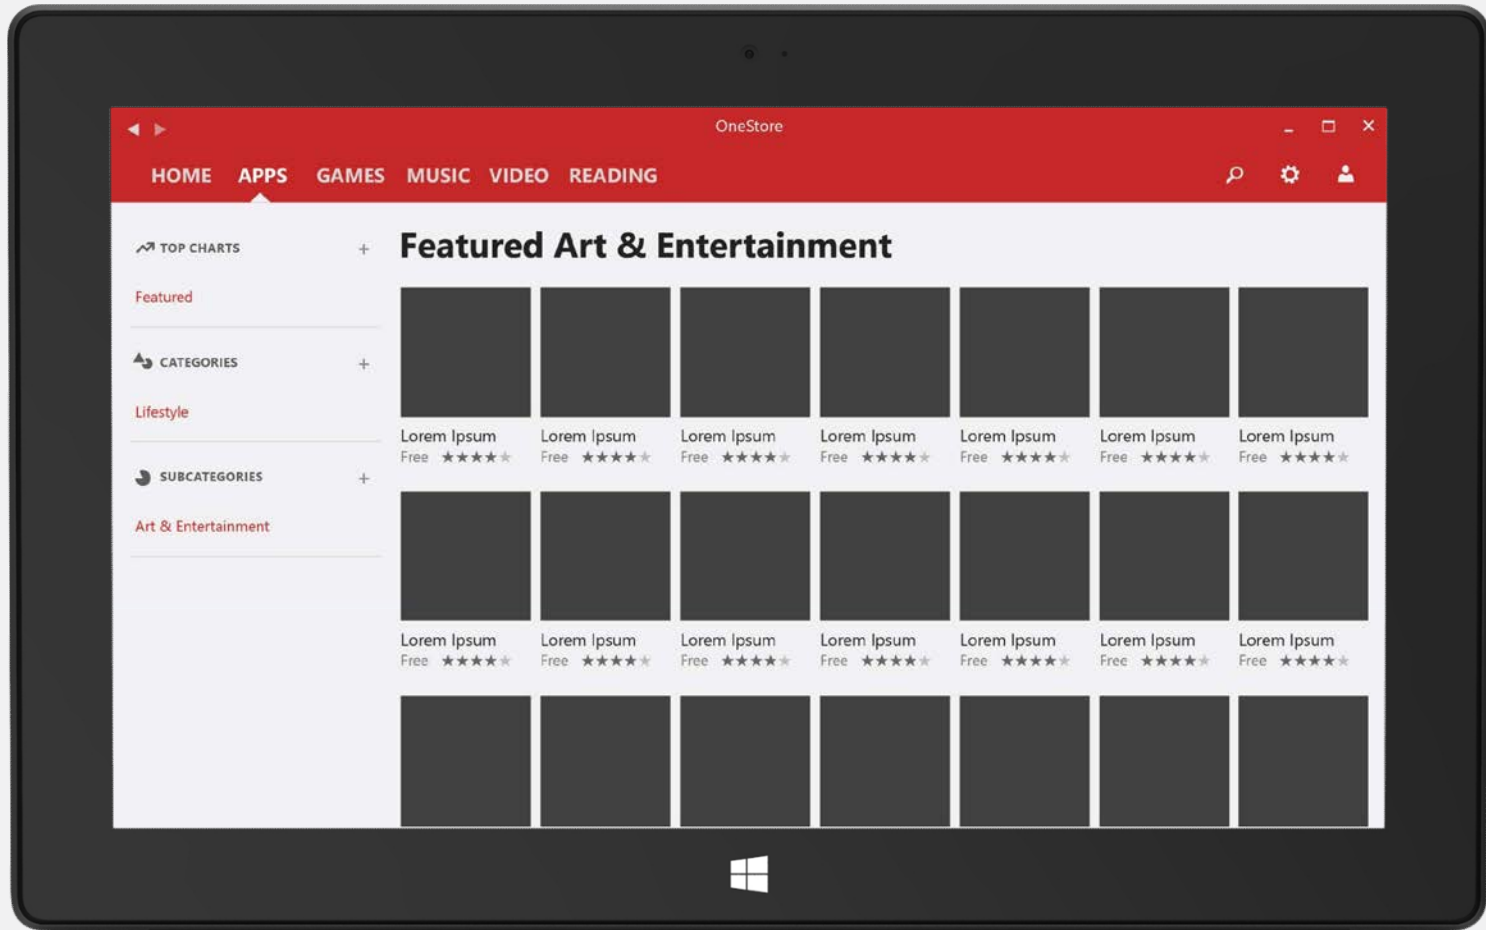 OneStore
HOME APPS GAMES MUSIC VIDEO READING
TOP CHARTS +
Featured
CATEGORIES +
Lifestyle
SUBCATEGORIES +
Art & Entertainment
Featured Art & Entertainment
Lorem Ipsum Lorem Ipsum Lorem Ipsum Lorem Ipsum Lorem Ipsum Lorem Ipsum Lorem Ipsum
Free ★★★★★ Free ★★★★★ Free ★★★★★ Free ★★★★★ Free ★★★★★ Free ★★★★★ Free ★★★★★
Lorem Ipsum Lorem Ipsum Lorem Ipsum Lorem Ipsum Lorem Ipsum Lorem Ipsum Lorem Ipsum
Free ★★★★★ Free ★★★★★ Free ★★★★★ Free ★★★★★ Free ★★★★★ Free ★★★★★ Free ★★★★★